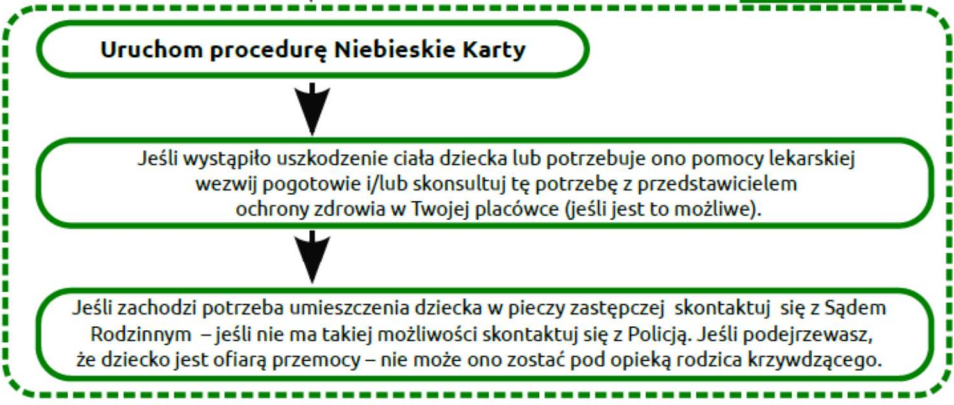 Uruchom procedurę Niebieskie Karty
Jeśli wystąpiło uszkodzenie ciała dziecka lub potrzebuje ono pomocy lekarskiej
wezwij pogotowie i/lub skonsultuj tę potrzebę z przedstawicielem
ochrony zdrowia w Twojej placówce (jeśli jest to możliwe).
Jeśli zachodzi potrzeba umieszczenia dziecka w pieczy zastępczej skontaktuj się z Sądem
Rodzinnym – jeśli nie ma takiej możliwości skontaktuj się z Policją. Jeśli podejrzewasz,
że dziecko jest ofiarą przemocy – nie może ono zostać pod opieką rodzica krzywdzącego.